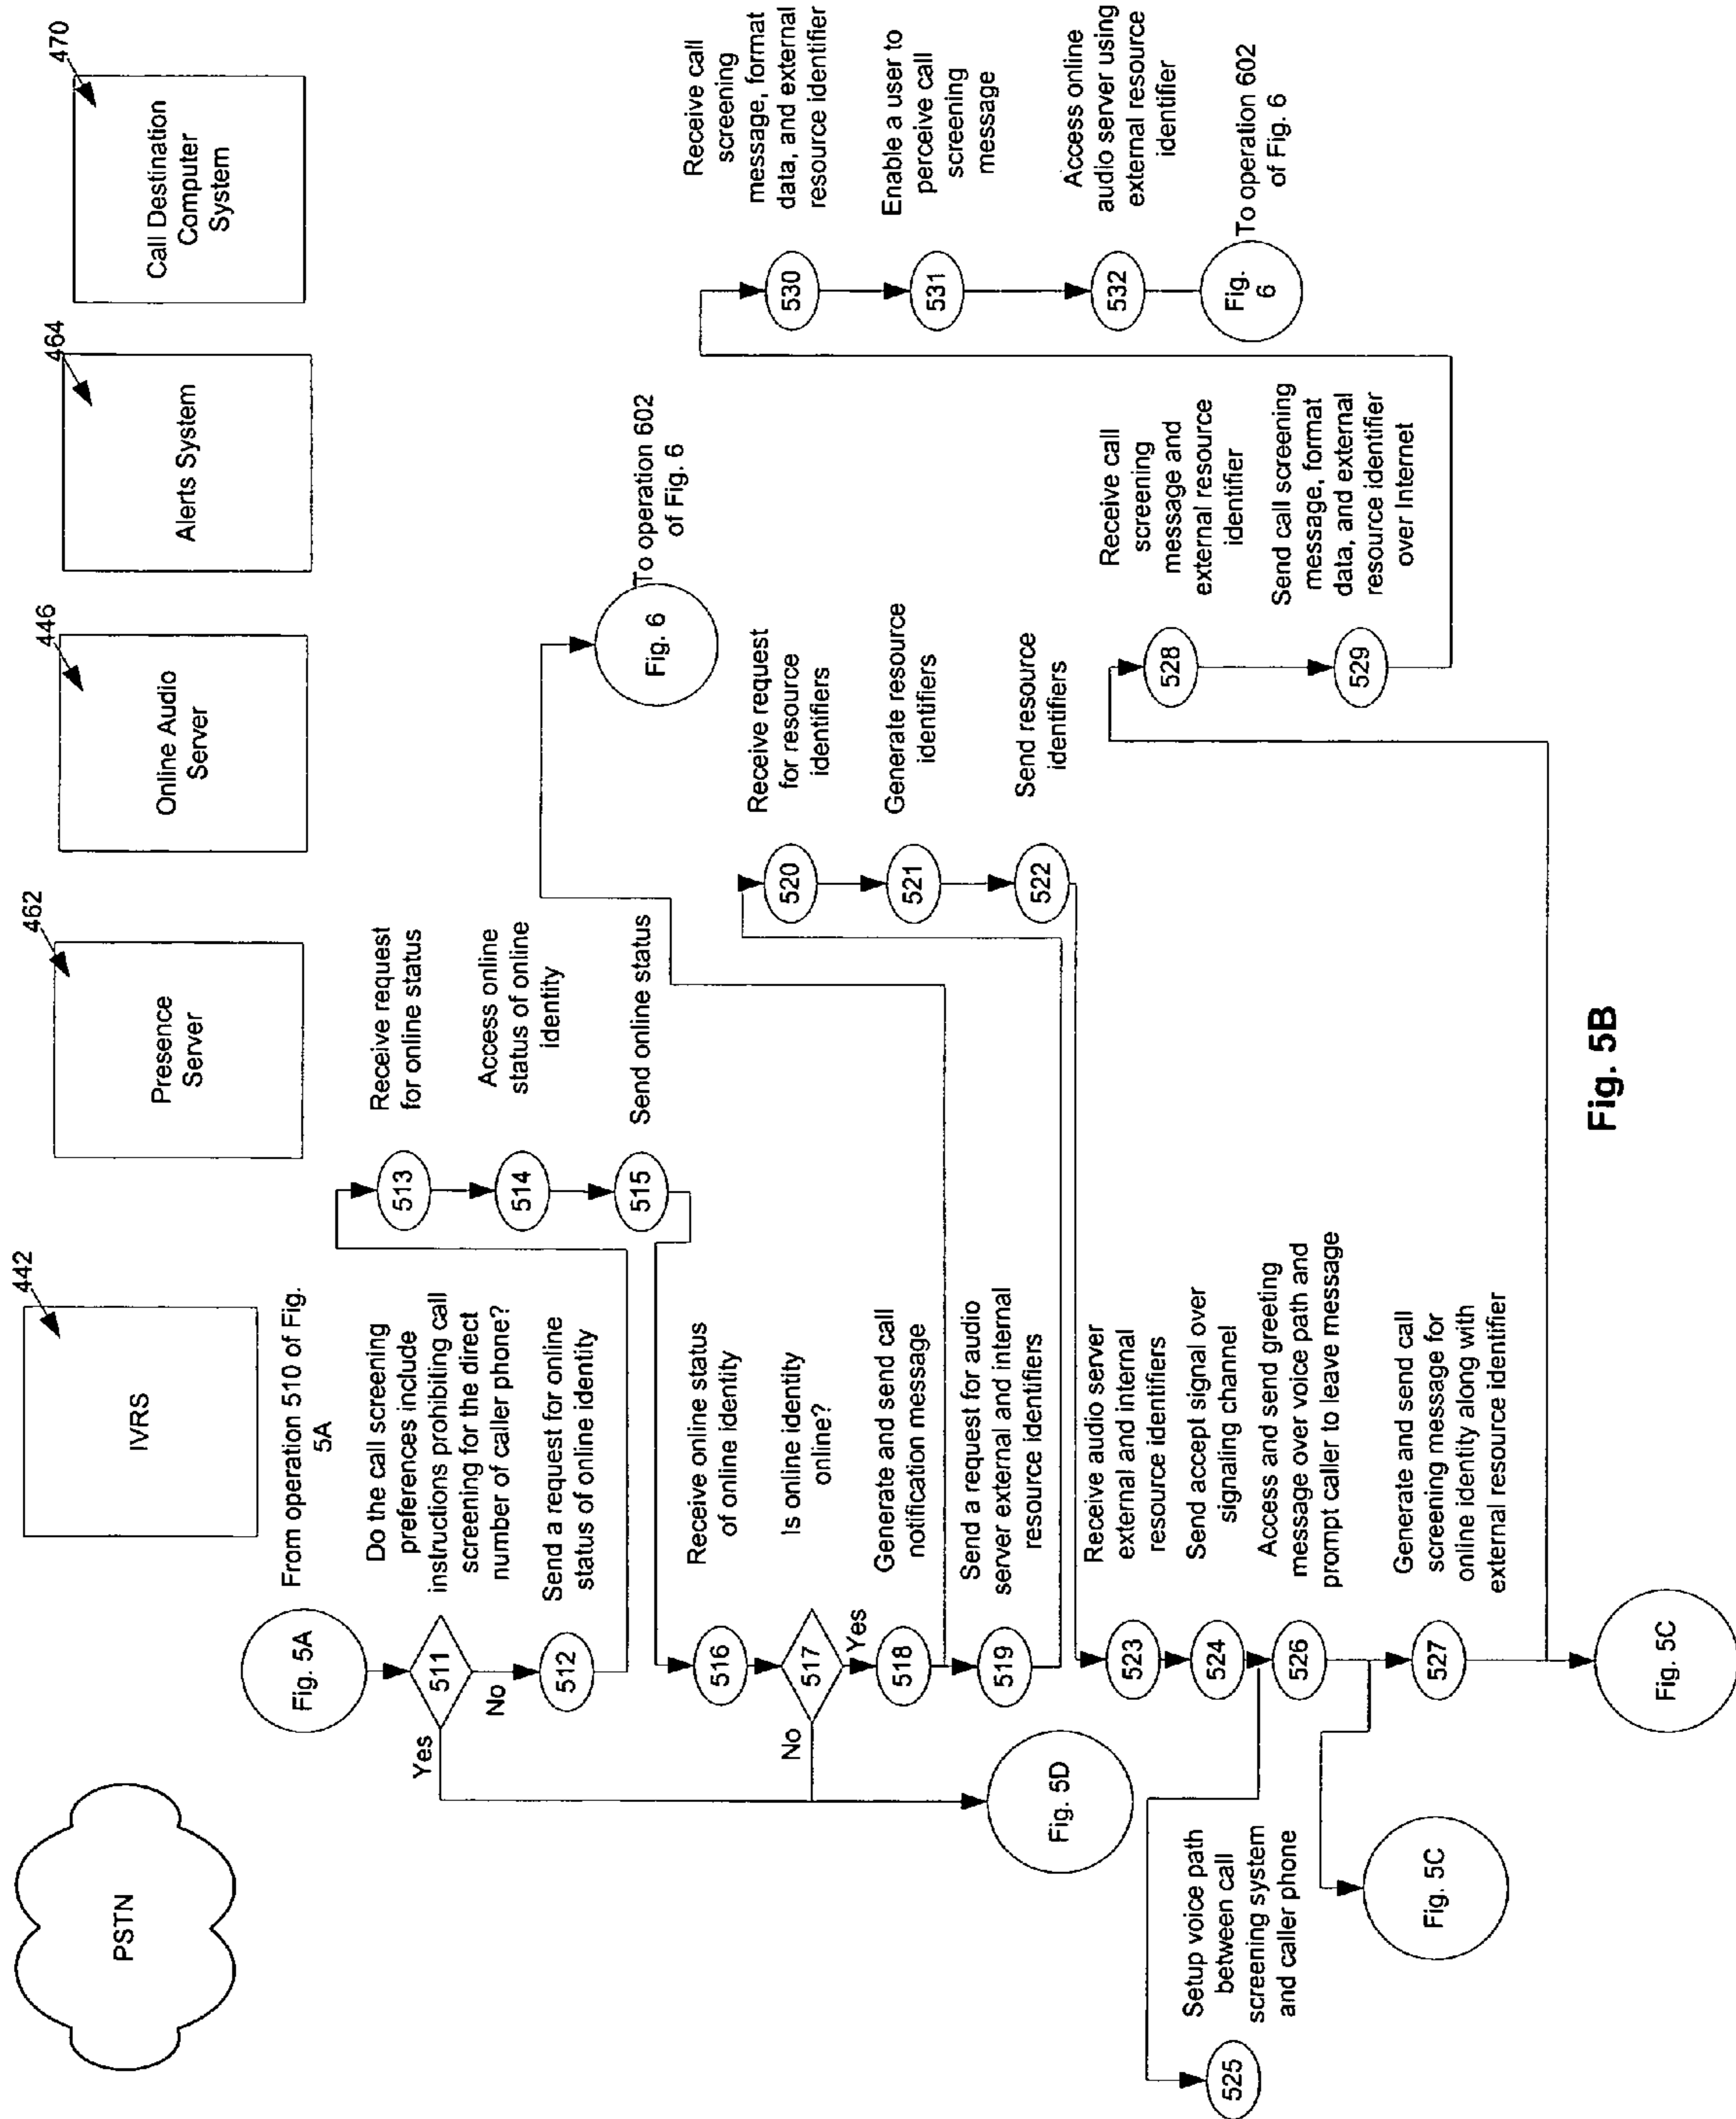 PSTN
442
IVRS
462
Presence
Server
446
Online Audio
Server
464
Alerts System
470
Call Destination
Computer
System
Fig. 5A
From operation 510 of Fig.
5A
511
Do the call screening
preferences include
instructions prohibiting call
screening for the direct
number of caller phone?
Yes
No
512
Send a request for online
status of online identity
513
Receive request
for online status
514
Access online
status of online
identity
515
Send online status
516
Receive online status
of online identity
517
Is online identity
online?
No
Yes
Fig. 5D
518
Generate and send call
notification message
Fig. 6
To operation 602
of Fig. 6
519
Send a request for audio
server external and internal
resource identifiers
520
Receive request
for resource
identifiers
521
Generate resource
identifiers
522
Send resource
identifiers
523
Receive audio server
external and internal
resource identifiers
524
Send accept signal over
signaling channel
525
Setup voice path
between call
screening system
and caller phone
526
Access and send greeting
message over voice path and
prompt caller to leave message
Fig. 5C
527
Generate and send call
screening message for
online identity along with
external resource identifier
Fig. 5C
528
Receive call
screening
message and
external resource
identifier
529
Send call screening
message, format
data, and external
resource identifier
over Internet
530
Receive call
screening
message, format
data, and external
resource identifier
531
Enable a user to
perceive call
screening
message
532
Access online
audio server using
external resource
identifier
Fig.
6
To operation 602
of Fig. 6
Fig. 5B